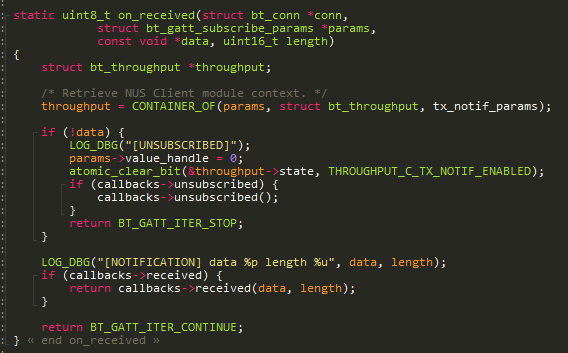 static uint8_t on_received(struct bt_conn *conn,
            struct bt_gatt_subscribe_params *params,
            const void *data, uint16_t length)
{
    struct bt_throughput *throughput;

    /* Retrieve NUS Client module context. */
    throughput = CONTAINER_OF(params, struct bt_throughput, tx_notif_params);

    if (!data) {
        LOG_DBG("[UNSUBSCRIBED]");
        params->value_handle = 0;
        atomic_clear_bit(&throughput->state, THROUGHPUT_C_TX_NOTIF_ENABLED);
        if (callbacks->unsubscribed) {
            callbacks->unsubscribed();
        }
        return BT_GATT_ITER_STOP;
    }

    LOG_DBG("[NOTIFICATION] data %p length %u", data, length);
    if (callbacks->received) {
        return callbacks->received(data, length);
    }

    return BT_GATT_ITER_CONTINUE;
} « end on_received »